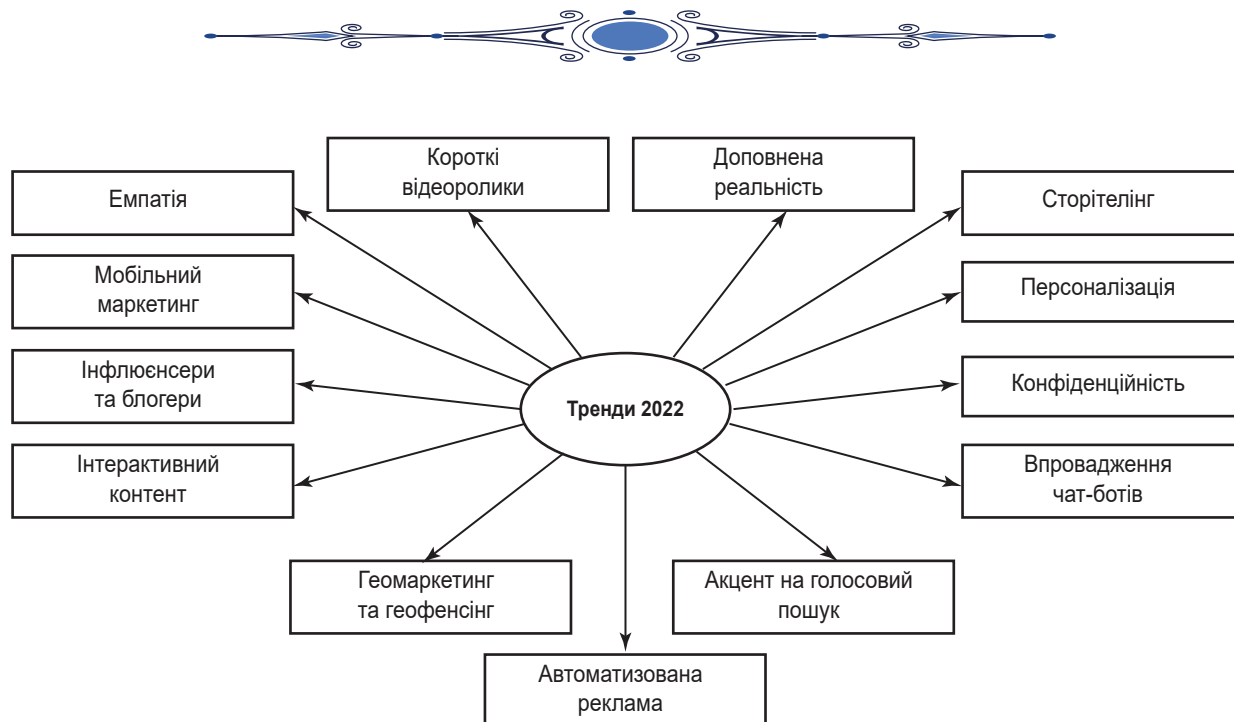 Короткі
відеоролики
Доповнена
реальність
Емпатія
Сторітелінг
Мобільний
маркетинг
Персоналізація
Інфлюєнсери
та блогери
Тренди 2022
Конфіденційність
Інтерактивний
контент
Впровадження
чат-ботів
Геомаркетинг
та геофенсінг
Акцент на голосовий
пошук
Автоматизована
реклама